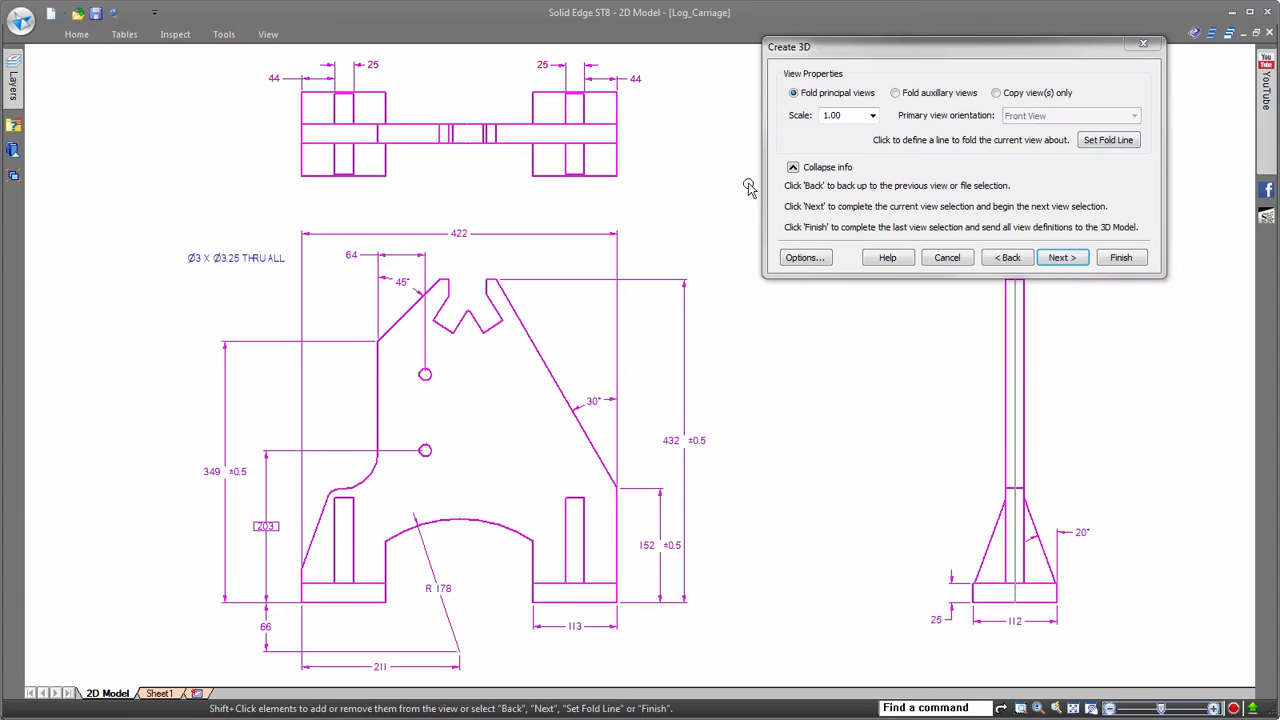 Solid Edge ST8 - 2D Model - [Log_Carriage]
Home Tables Inspect Tools View
Layers
YouTube
Create 3D
View Properties
Fold principal views Fold auxillary views Copy view(s) only
Scale: 1.00 Primary view orientation: Front View
Click to define a line to fold the current view about. Set Fold Line
Collapse info
Click 'Back' to back up to the previous view or file selection.
Click 'Next' to complete the current view selection and begin the next view selection.
Click 'Finish' to complete the last view selection and send all view definitions to the 3D Model.
Options... Help Cancel < Back Next > Finish
25 25
44 44
422
Ø3 X Ø3.25 THRU ALL
64
45°
30°
432 ±0.5
349 ±0.5
203
20°
152 ±0.5
R 178
25
112
66
113
211
2D Model Sheet1
Shift+Click elements to add or remove them from the view or select "Back", "Next", "Set Fold Line" or "Finish".
Find a command